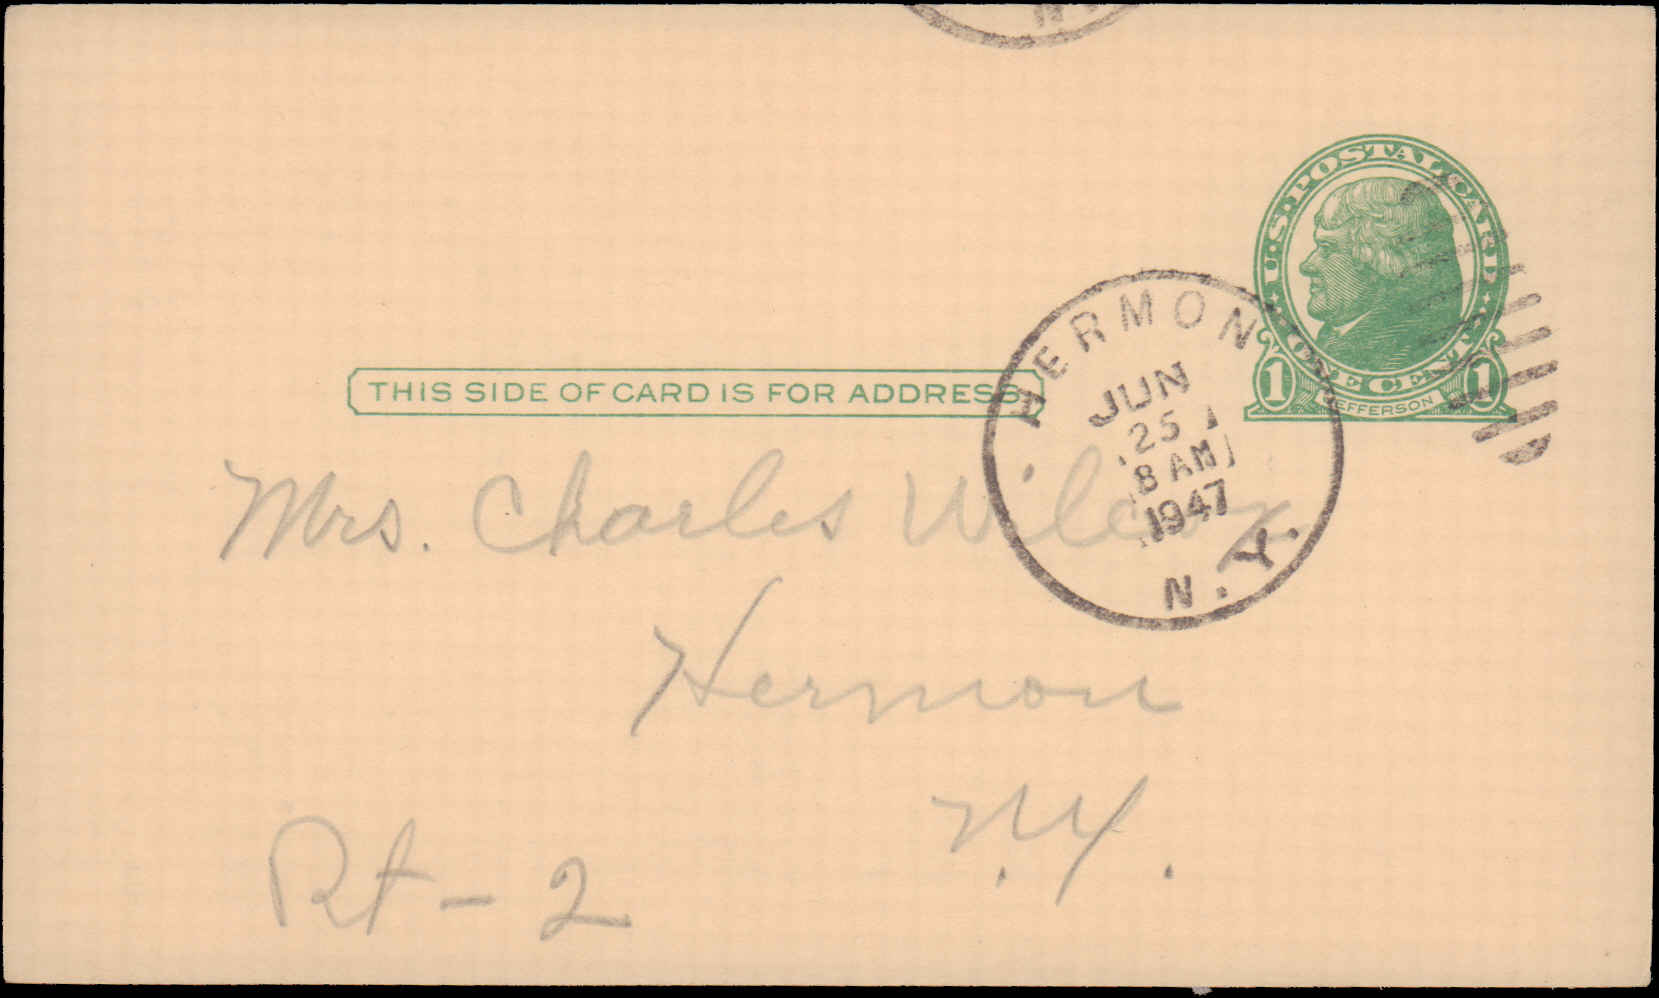 U.S. POSTAL CARD
1 ONE CENT 1
JEFFERSON
HERMON
JUN
25
8 AM
1947
N.Y.
THIS SIDE OF CARD IS FOR ADDRESS
Mrs. Charles Wilcox
Hermon
N.Y.
Rt - 2